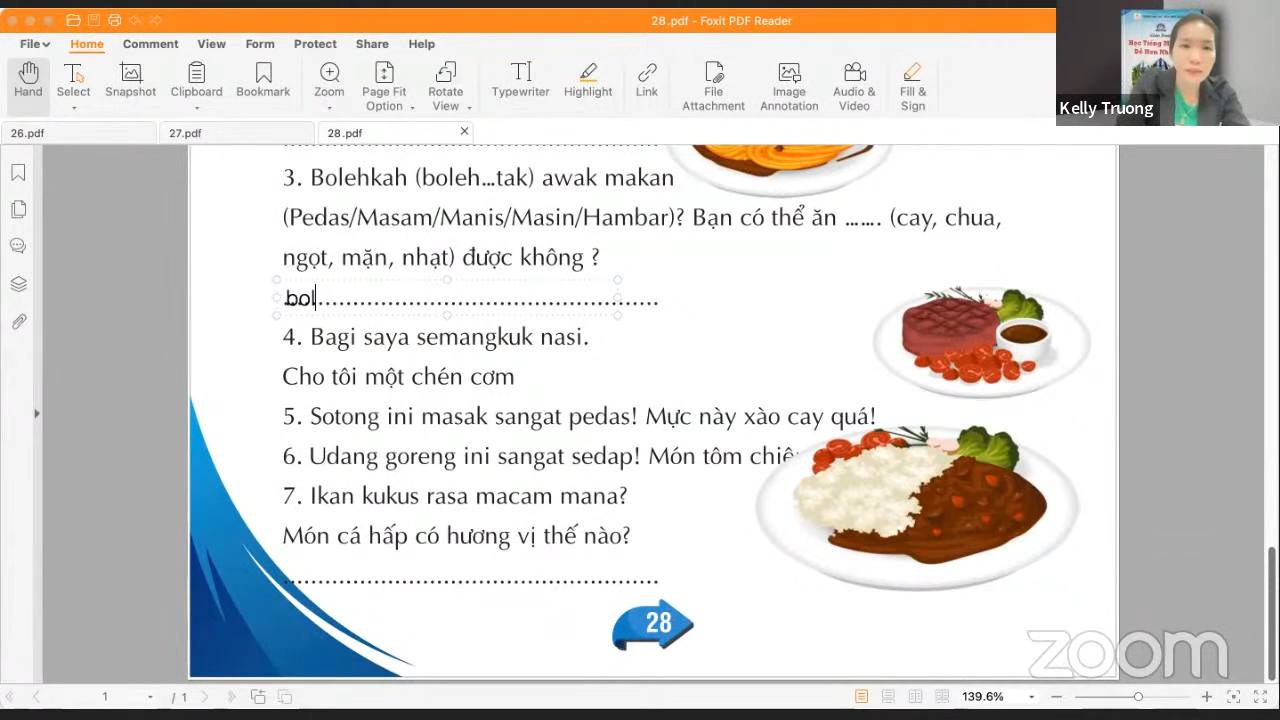 28.pdf - Foxit PDF Reader
File Home Comment View Form Protect Share Help
Hand Select Snapshot Clipboard Bookmark Zoom Page Fit Option Rotate View Typewriter Highlight Link File Attachment Image Annotation Audio & Video Fill & Sign
Kelly Truong
26.pdf 27.pdf 28.pdf
3. Bolehkah (boleh...tak) awak makan
(Pedas/Masam/Manis/Masin/Hambar)? Bạn có thể ăn ....... (cay, chua,
ngọt, mặn, nhạt) được không ?
bol......................................................
4. Bagi saya semangkuk nasi.
Cho tôi một chén cơm
5. Sotong ini masak sangat pedas! Mực này xào cay quá!
6. Udang goreng ini sangat sedap! Món tôm
7. Ikan kukus rasa macam mana?
Món cá hấp có hương vị thế nào?
......................................................
28
zoom
1 / 1 139.6%